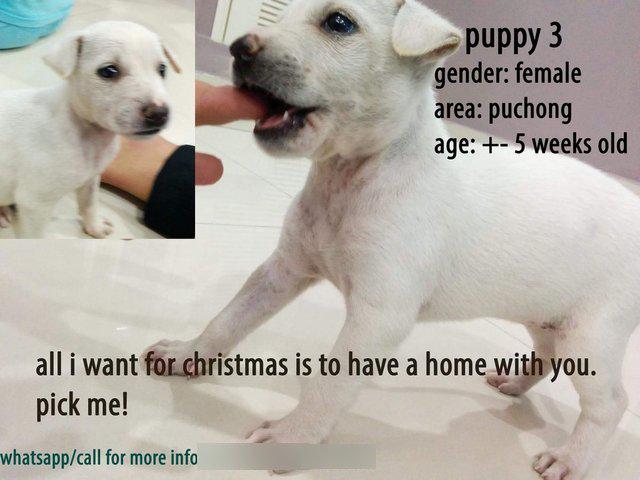 puppy 3
gender: female
area: puchong
age: +- 5 weeks old
all i want for christmas is to have a home with you.
pick me!
whatsapp/call for more info